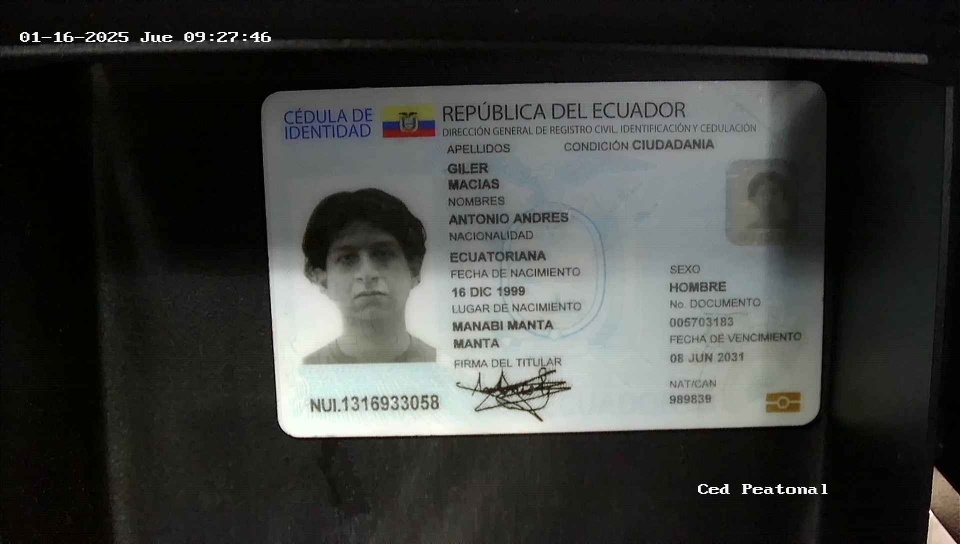 01-16-2025 Jue 09:27:46
CÉDULA DE
IDENTIDAD
REPÚBLICA DEL ECUADOR
DIRECCIÓN GENERAL DE REGISTRO CIVIL, IDENTIFICACIÓN Y CEDULACIÓN
APELLIDOS
CONDICIÓN CIUDADANIA
GILER
MACIAS
NOMBRES
ANTONIO ANDRES
NACIONALIDAD
ECUATORIANA
FECHA DE NACIMIENTO
16 DIC 1999
LUGAR DE NACIMIENTO
MANABI MANTA
MANTA
FIRMA DEL TITULAR
SEXO
HOMBRE
No. DOCUMENTO
005703183
FECHA DE VENCIMIENTO
08 JUN 2031
NAT/CAN
989839
NUI.1316933058
Ced Peatonal